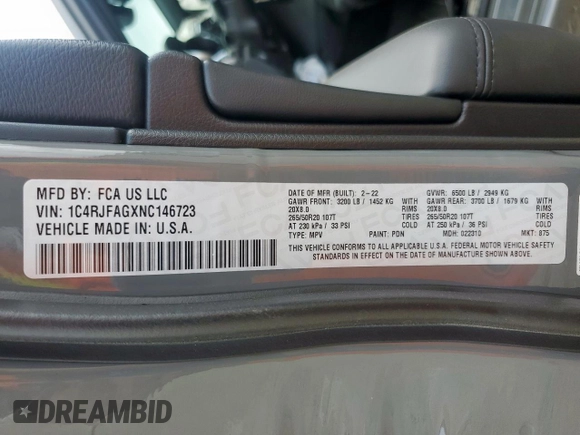 MFD BY: FCA US LLC
VIN: 1C4RJFAGXNC146723
VEHICLE MADE IN: U.S.A.
DATE OF MFR (BUILT): 2-22 GVWR: 6500 LB / 2949 KG
GAWR FRONT: 3200 LB / 1452 KG GAWR REAR: 3700 LB / 1679 KG
20X8.0 RIMS 20X8.0 RIMS
265/50R20 107T TIRES 265/50R20 107T TIRES
AT 230 kPa / 33 PSI COLD AT 250 kPa / 36 PSI COLD
TYPE: MPV PAINT: PDN MDH: 022310 MKT: 875
THIS VEHICLE CONFORMS TO ALL APPLICABLE U.S.A. FEDERAL MOTOR VEHICLE SAFETY
STANDARDS IN EFFECT ON THE DATE OF MANUFACTURE SHOWN ABOVE.
DREAMBID